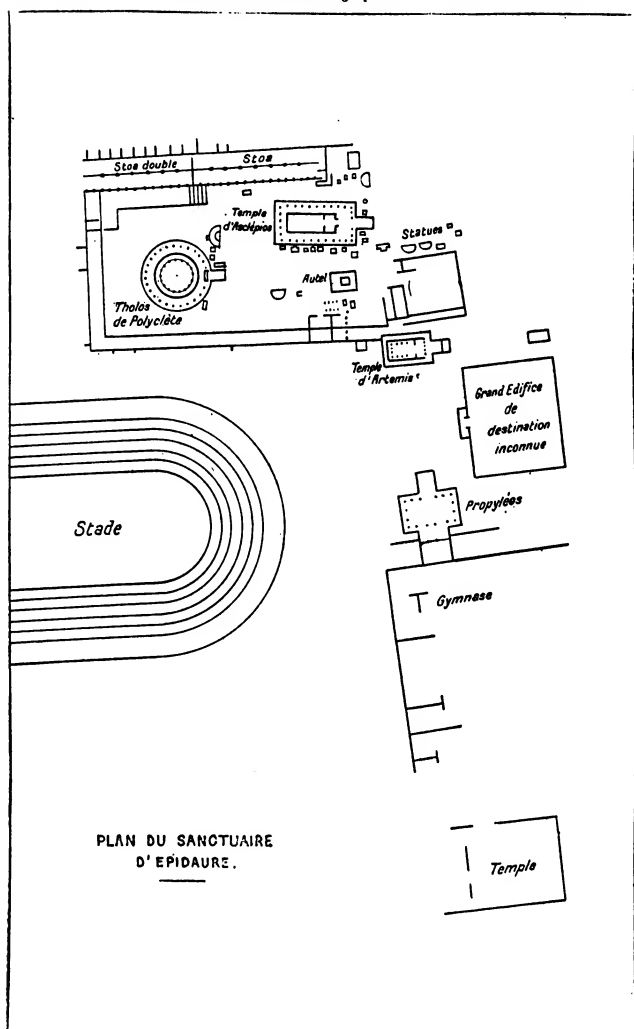 Stoa double
Stoa
Temple
d'Asclépios
Statues
Autel
Tholos
de Polyclète
Temple
d'Artemis
Grand Edifice
de
destination
inconnue
Propylées
Stade
Gymnase
PLAN DU SANCTUAIRE
D'EPIDAURE.
Temple